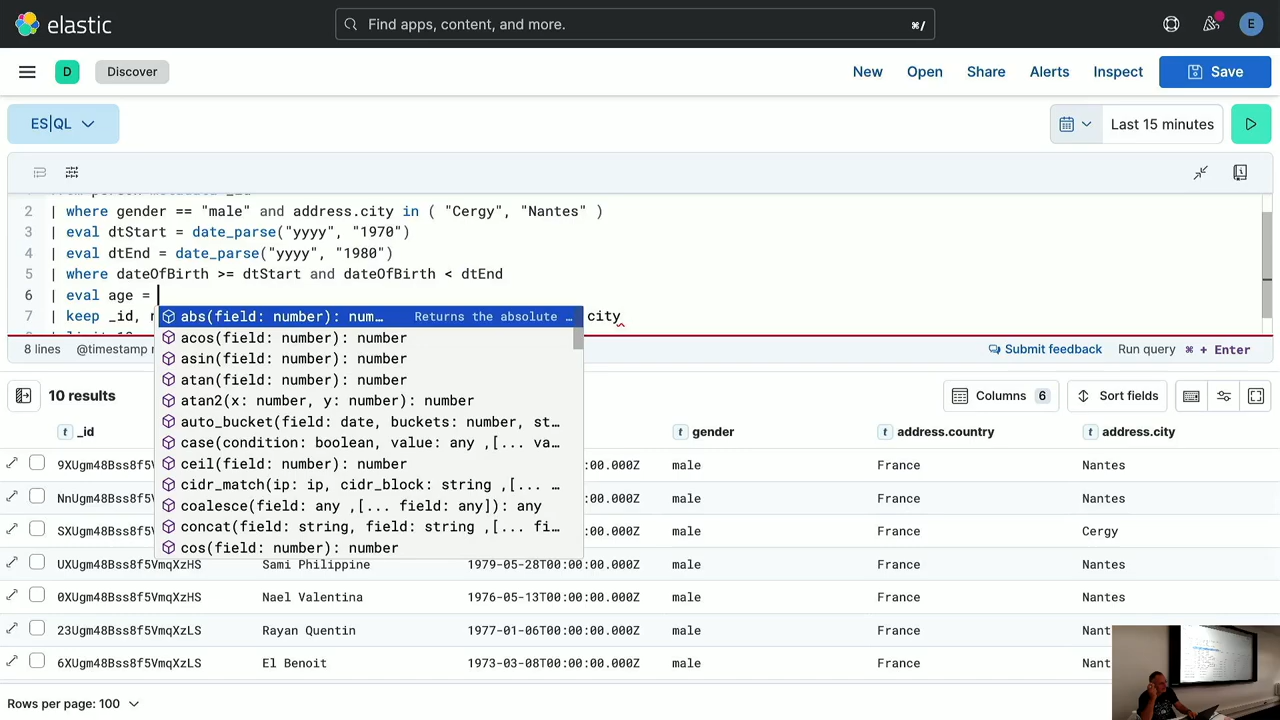 elastic
Find apps, content, and more.
⌘/
E
D
Discover
New
Open
Share
Alerts
Inspect
Save
ES|QL
Last 15 minutes
2 | where gender == "male" and address.city in ( "Cergy", "Nantes" )
3 | eval dtStart = date_parse("yyyy", "1970")
4 | eval dtEnd = date_parse("yyyy", "1980")
5 | where dateOfBirth >= dtStart and dateOfBirth < dtEnd
6 | eval age =
7 | keep _id, city
abs(field: number): num… Returns the absolute …
acos(field: number): number
asin(field: number): number
atan(field: number): number
atan2(x: number, y: number): number
auto_bucket(field: date, buckets: number, st…
case(condition: boolean, value: any ,[... va…
ceil(field: number): number
cidr_match(ip: ip, cidr_block: string ,[... …
coalesce(field: any ,[... field: any]): any
concat(field: string, field: string ,[... fi…
cos(field: number): number
8 lines
@timestamp
Submit feedback
Run query ⌘ + Enter
10 results
Columns 6
Sort fields
t _id
t gender
t address.country
t address.city
9XUgm48Bss8f5V 00.000Z male France Nantes
NnUgm48Bss8f5V 00.000Z male France Nantes
SXUgm48Bss8f5V 00.000Z male France Cergy
UXUgm48Bss8f5VmqXzHS Sami Philippine 1979-05-28T00:00:00.000Z male France Nantes
0XUgm48Bss8f5VmqXzHS Nael Valentina 1976-05-13T00:00:00.000Z male France Nantes
23Ugm48Bss8f5VmqXzLS Rayan Quentin 1977-01-06T00:00:00.000Z male France Nant
6XUgm48Bss8f5VmqXzLS El Benoit 1973-03-08T00:00:00.000Z male France Na
Rows per page: 100